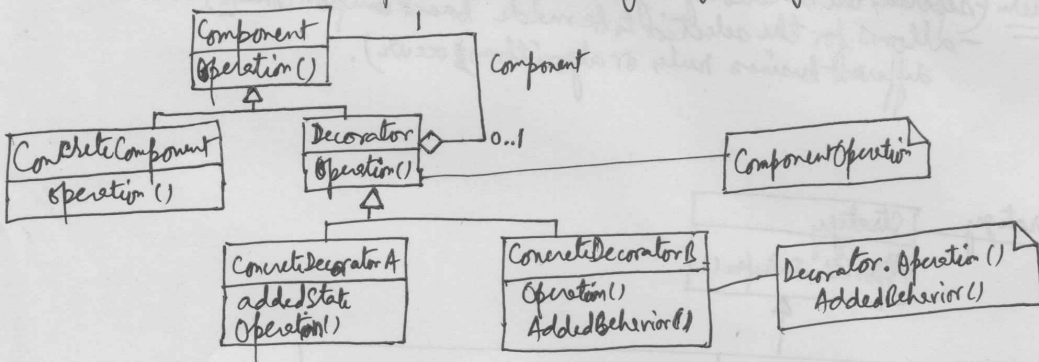 Component
Operation()
1
Component
0..1
ConcreteComponent
operation()
Decorator
Operation()
ComponentOperation
ConcreteDecoratorA
addedState
Operation()
ConcreteDecoratorB
Operation()
AddedBehavior()
Decorator.Operation()
AddedBehavior()